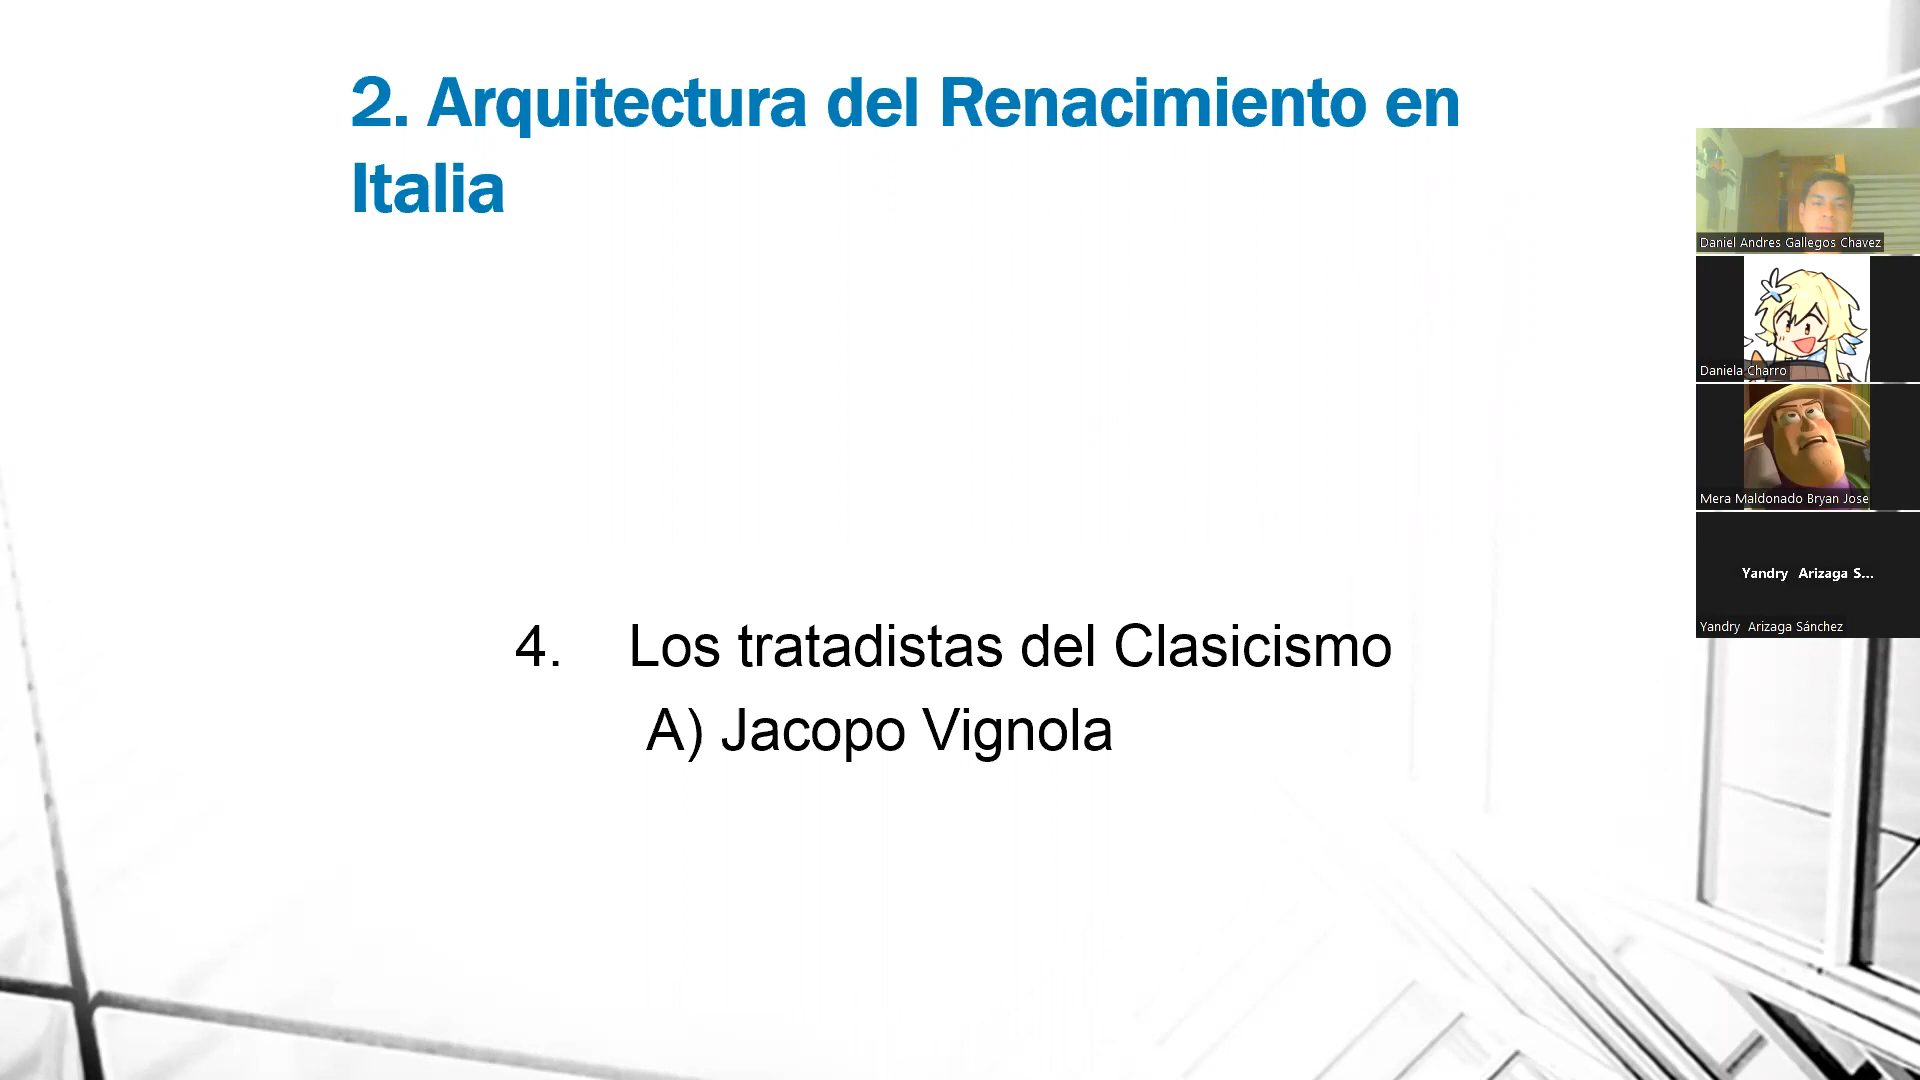 2. Arquitectura del Renacimiento en
Italia
4. Los tratadistas del Clasicismo
A) Jacopo Vignola
Daniel Andres Gallegos Chavez
Daniela Charro
Mera Maldonado Bryan Jose
Yandry Arizaga S...
Yandry Arizaga Sánchez